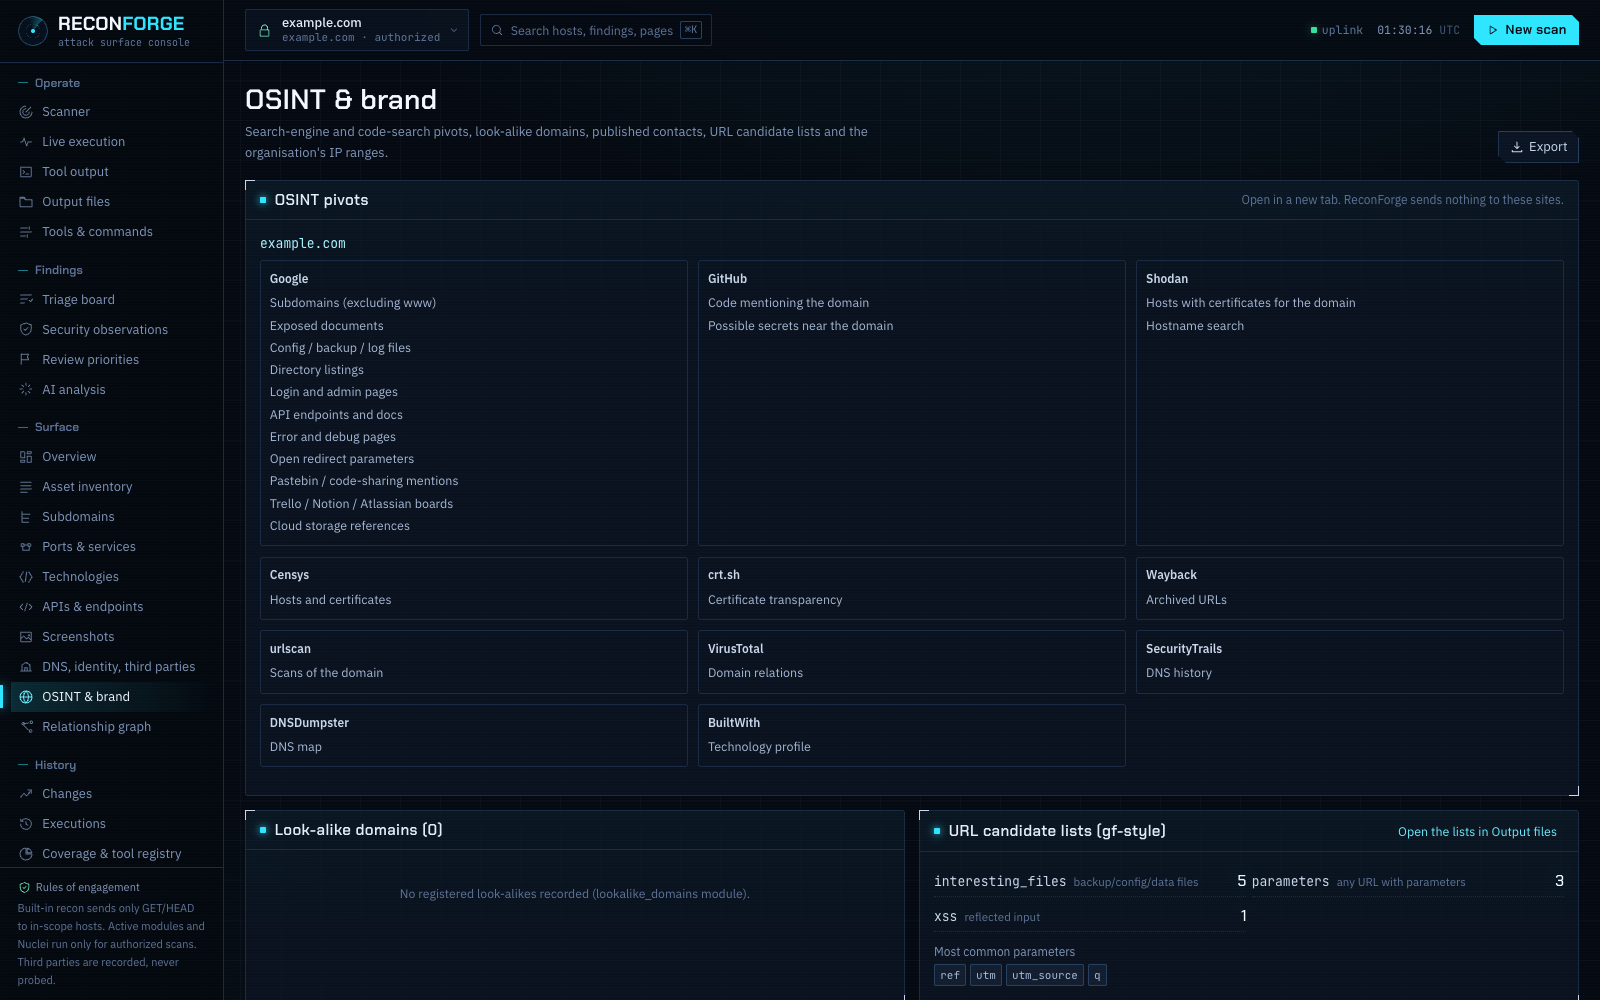 RECONFORGE
attack surface console
example.com
example.com · authorized
Search hosts, findings, pages ⌘K
uplink
01:30:16 UTC
New scan
Operate
Scanner
Live execution
Tool output
Output files
Tools & commands
Findings
Triage board
Security observations
Review priorities
AI analysis
Surface
Overview
Asset inventory
Subdomains
Ports & services
Technologies
APIs & endpoints
Screenshots
DNS, identity, third parties
OSINT & brand
Relationship graph
History
Changes
Executions
Coverage & tool registry
Rules of engagement
Built-in recon sends only GET/HEAD
to in-scope hosts. Active modules and
Nuclei run only for authorized scans.
Third parties are recorded, never
probed.
OSINT & brand
Search-engine and code-search pivots, look-alike domains, published contacts, URL candidate lists and the
organisation's IP ranges.
Export
OSINT pivots
Open in a new tab. ReconForge sends nothing to these sites.
example.com
Google
Subdomains (excluding www)
Exposed documents
Config / backup / log files
Directory listings
Login and admin pages
API endpoints and docs
Error and debug pages
Open redirect parameters
Pastebin / code-sharing mentions
Trello / Notion / Atlassian boards
Cloud storage references
GitHub
Code mentioning the domain
Possible secrets near the domain
Shodan
Hosts with certificates for the domain
Hostname search
Censys
Hosts and certificates
crt.sh
Certificate transparency
Wayback
Archived URLs
urlscan
Scans of the domain
VirusTotal
Domain relations
SecurityTrails
DNS history
DNSDumpster
DNS map
BuiltWith
Technology profile
Look-alike domains (0)
No registered look-alikes recorded (lookalike_domains module).
URL candidate lists (gf-style)
Open the lists in Output files
interesting_files backup/config/data files 5
parameters any URL with parameters 3
xss reflected input 1
Most common parameters
ref utm utm_source q